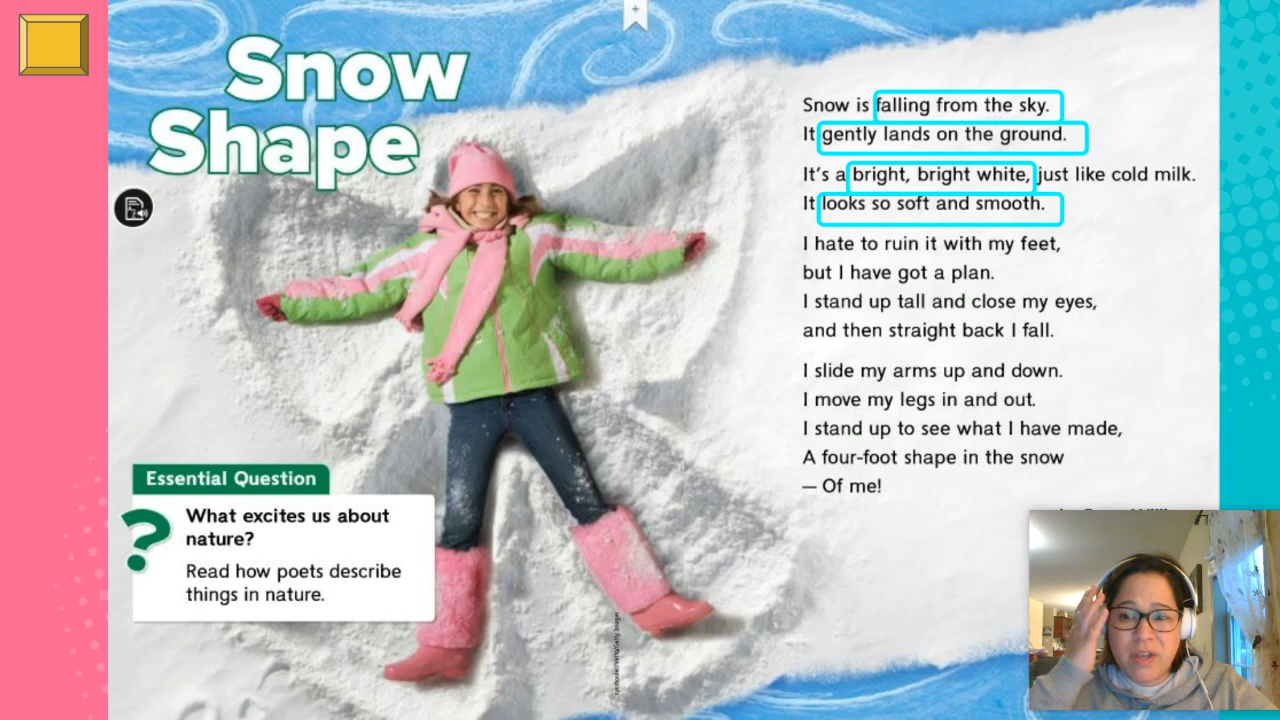 Snow
Shape
Snow is falling from the sky.
It gently lands on the ground.
It's a bright, bright white, just like cold milk.
It looks so soft and smooth.
I hate to ruin it with my feet,
but I have got a plan.
I stand up tall and close my eyes,
and then straight back I fall.
I slide my arms up and down.
I move my legs in and out.
I stand up to see what I have made,
A four-foot shape in the snow
— Of me!
Essential Question
?
What excites us about
nature?
Read how poets describe
things in nature.